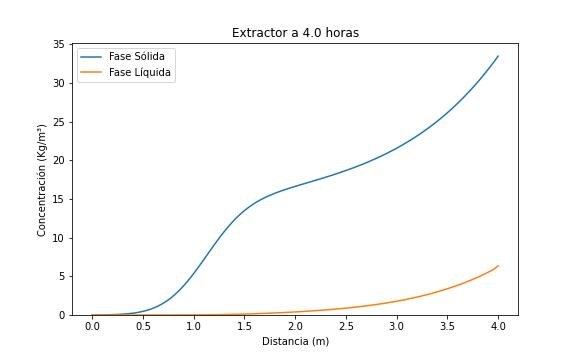 Extractor a 4.0 horas
Fase Sólida
Fase Líquida
Concentración (Kg/m³)
35
30
25
20
15
10
5
0
0.0 0.5 1.0 1.5 2.0 2.5 3.0 3.5 4.0
Distancia (m)